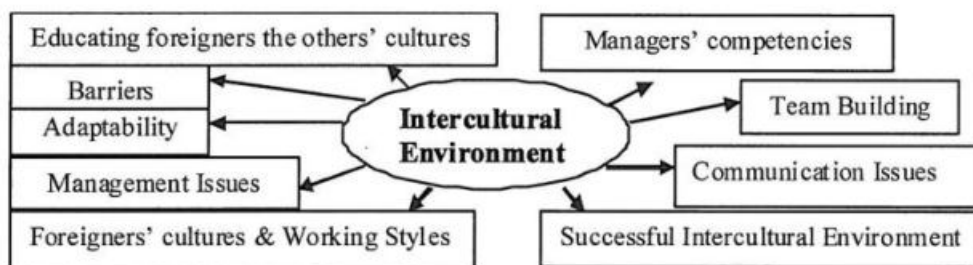 Educating foreigners the others' cultures
Managers' competencies
Barriers
Team Building
Adaptability
Intercultural
Environment
Management Issues
Communication Issues
Foreigners' cultures & Working Styles
Successful Intercultural Environment